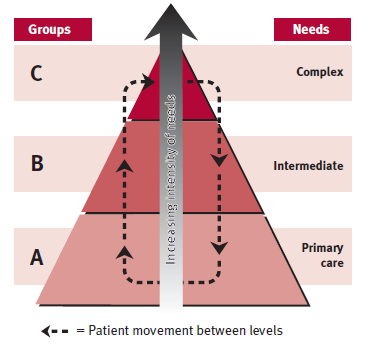 Groups
Needs
C
Complex
B
Intermediate
A
Primary
care
Increasing intensity of needs
= Patient movement between levels